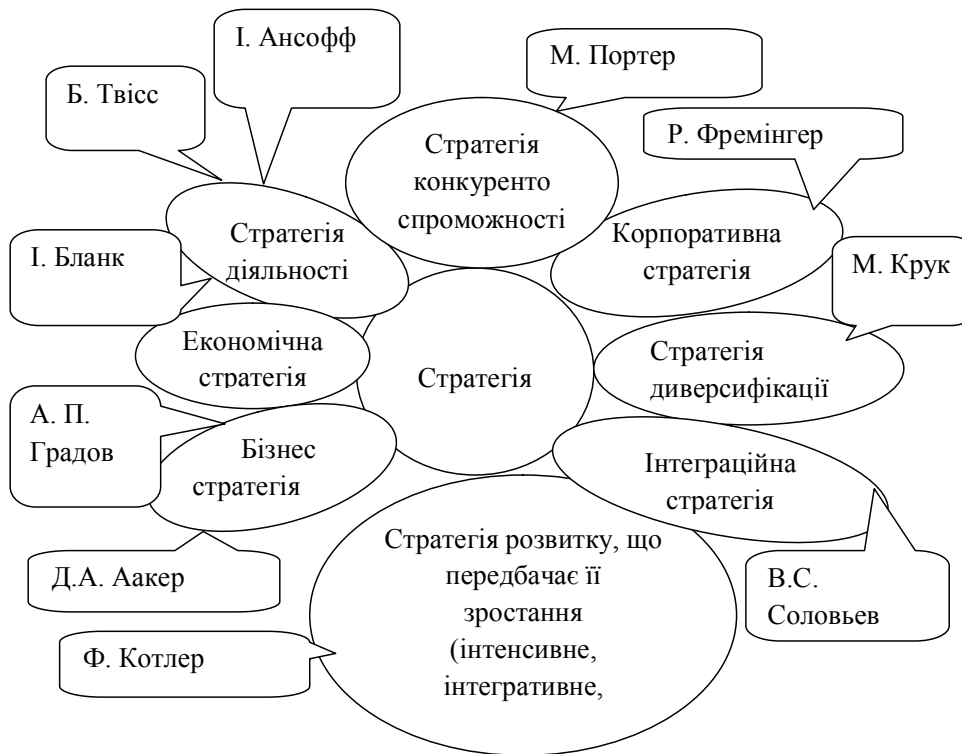 І. Ансофф
М. Портер
Б. Твісс
Р. Фремінгер
Стратегія
конкуренто
спроможності
Стратегія
діяльності
Корпоративна
стратегія
І. Бланк
М. Крук
Економічна
стратегія
Стратегія
Стратегія
диверсифікації
А. П.
Градов
Бізнес
стратегія
Інтеграційна
стратегія
Д.А. Аакер
Стратегія розвитку, що
передбачає її
зростання
(інтенсивне,
інтегративне,
В.С.
Соловьев
Ф. Котлер